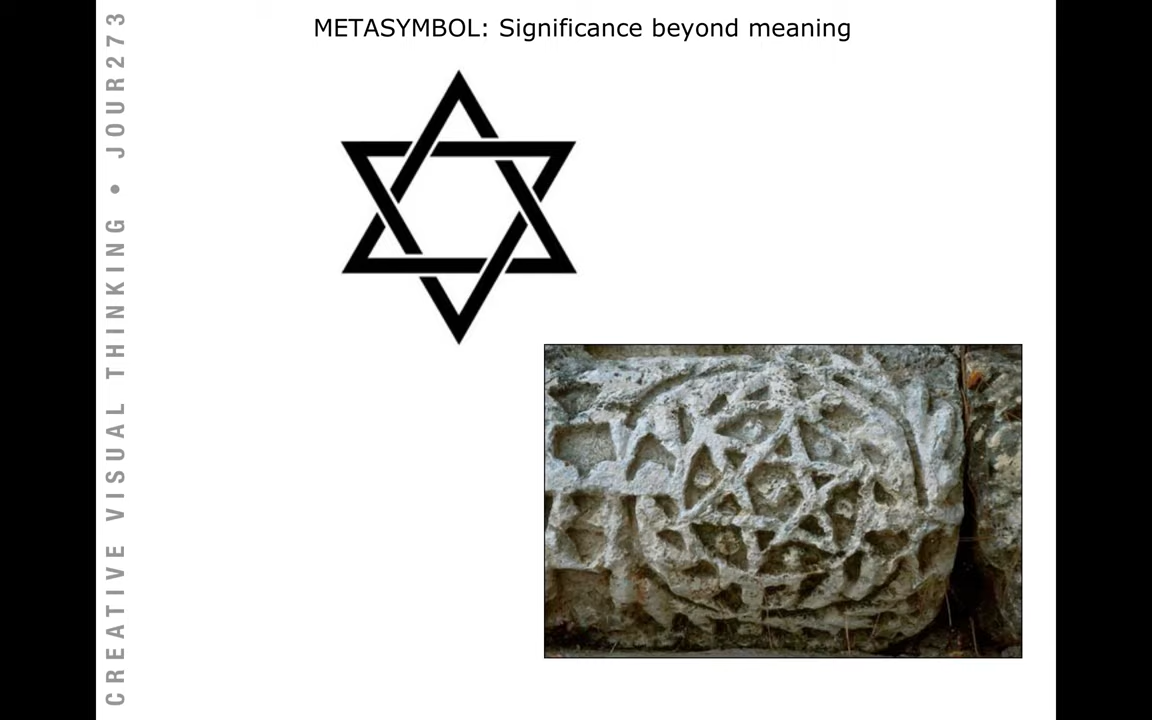 METASYMBOL: Significance beyond meaning
CREATIVE VISUAL THINKING • JOUR273